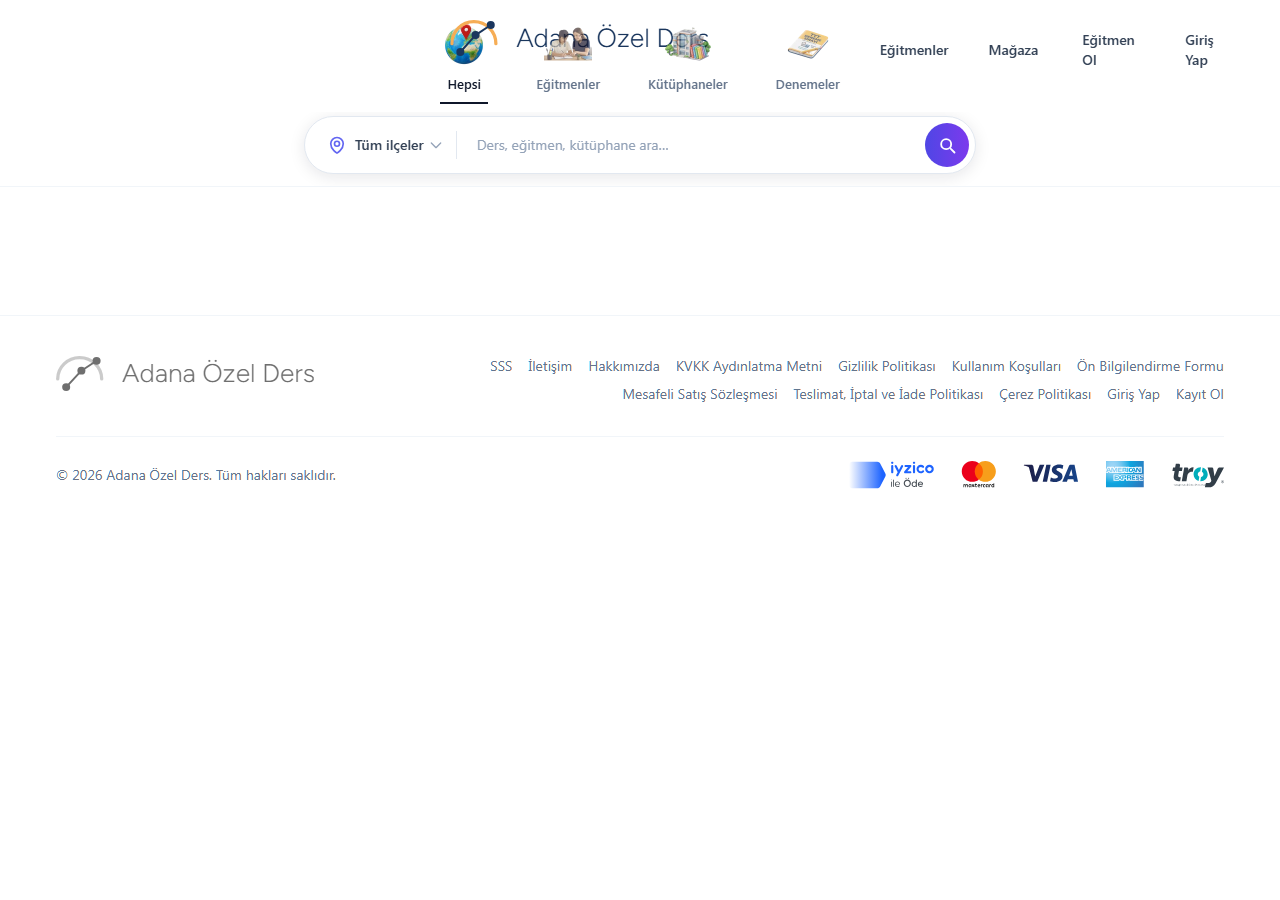 Adana Özel Ders
Hepsi
Eğitmenler
Kütüphaneler
Denemeler
Eğitmenler
Mağaza
Eğitmen Ol
Giriş Yap
Tüm ilçeler
Ders, eğitmen, kütüphane ara...
Adana Özel Ders
SSS İletişim Hakkımızda KVKK Aydınlatma Metni Gizlilik Politikası Kullanım Koşulları Ön Bilgilendirme Formu
Mesafeli Satış Sözleşmesi Teslimat, İptal ve İade Politikası Çerez Politikası Giriş Yap Kayıt Ol
© 2026 Adana Özel Ders. Tüm hakları saklıdır.
iyzico
ile Öde
mastercard
VISA
AMERICAN
EXPRESS
troy